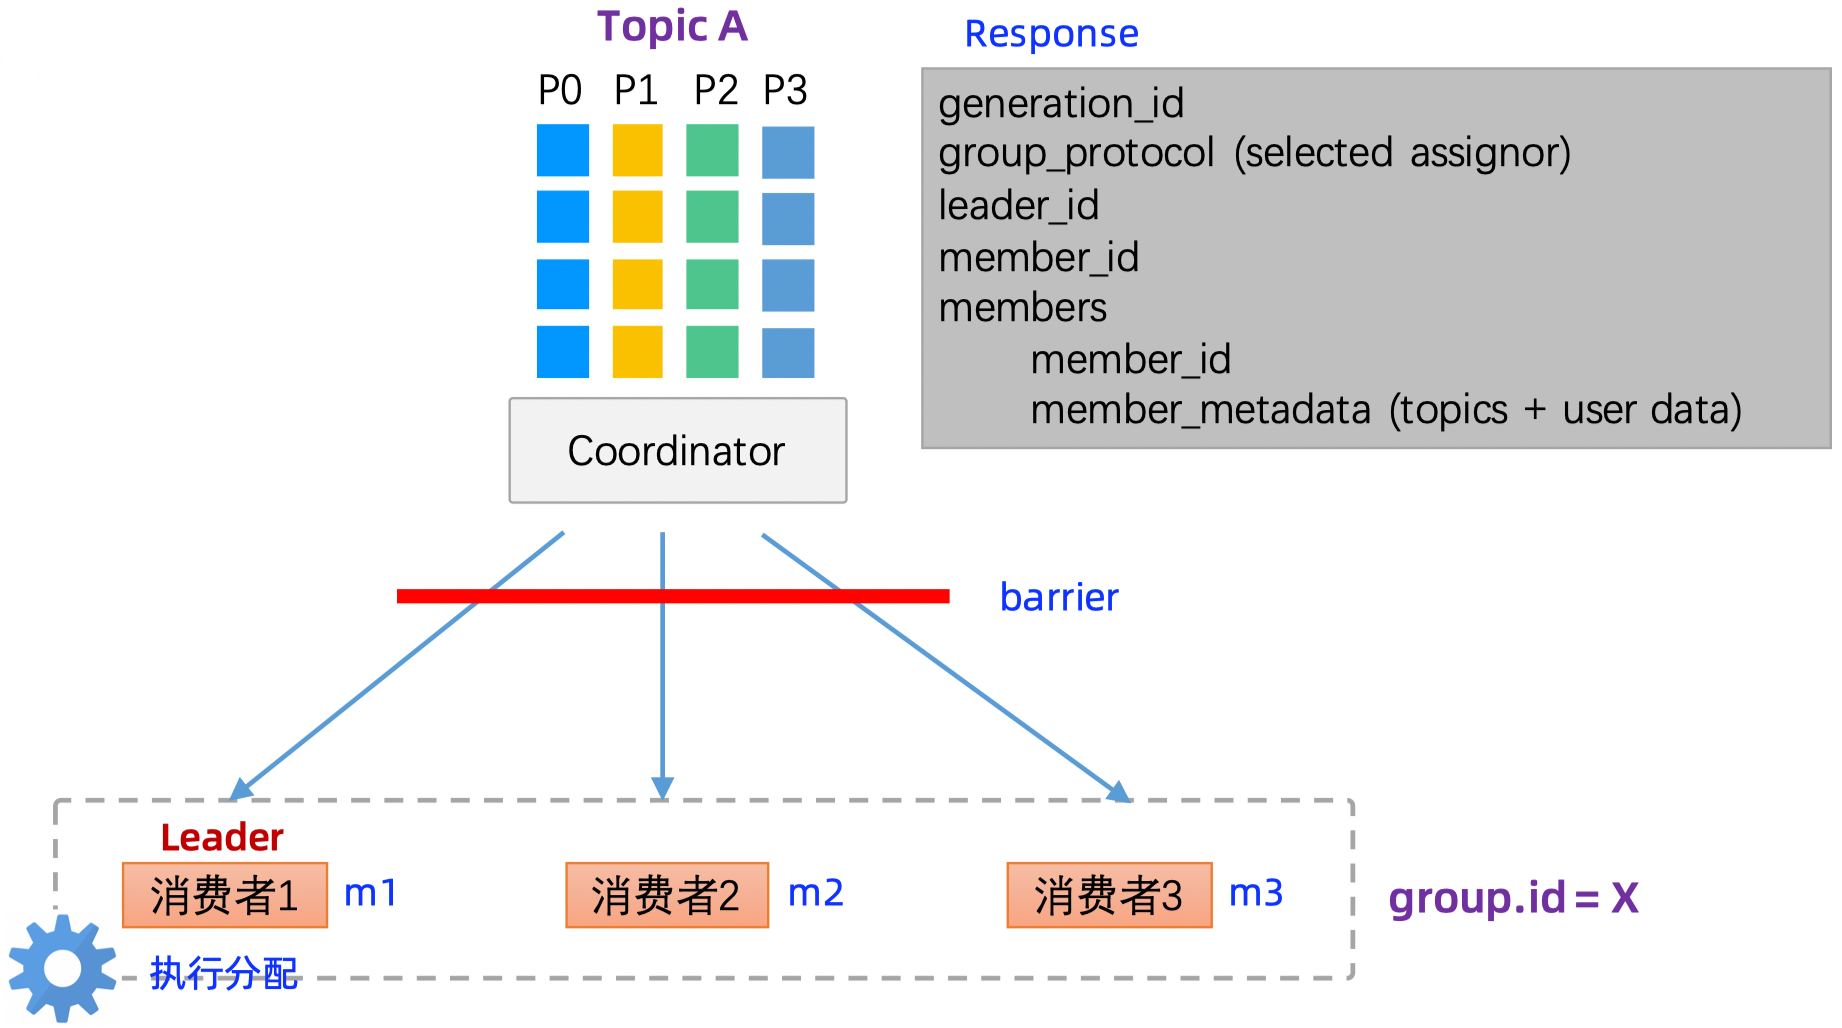 Topic A
P0 P1 P2 P3
Response
generation_id
group_protocol (selected assignor)
leader_id
member_id
members
member_id
member_metadata (topics + user data)
Coordinator
barrier
Leader
消费者1 m1
消费者2 m2
消费者3 m3
group.id = X
执行分配